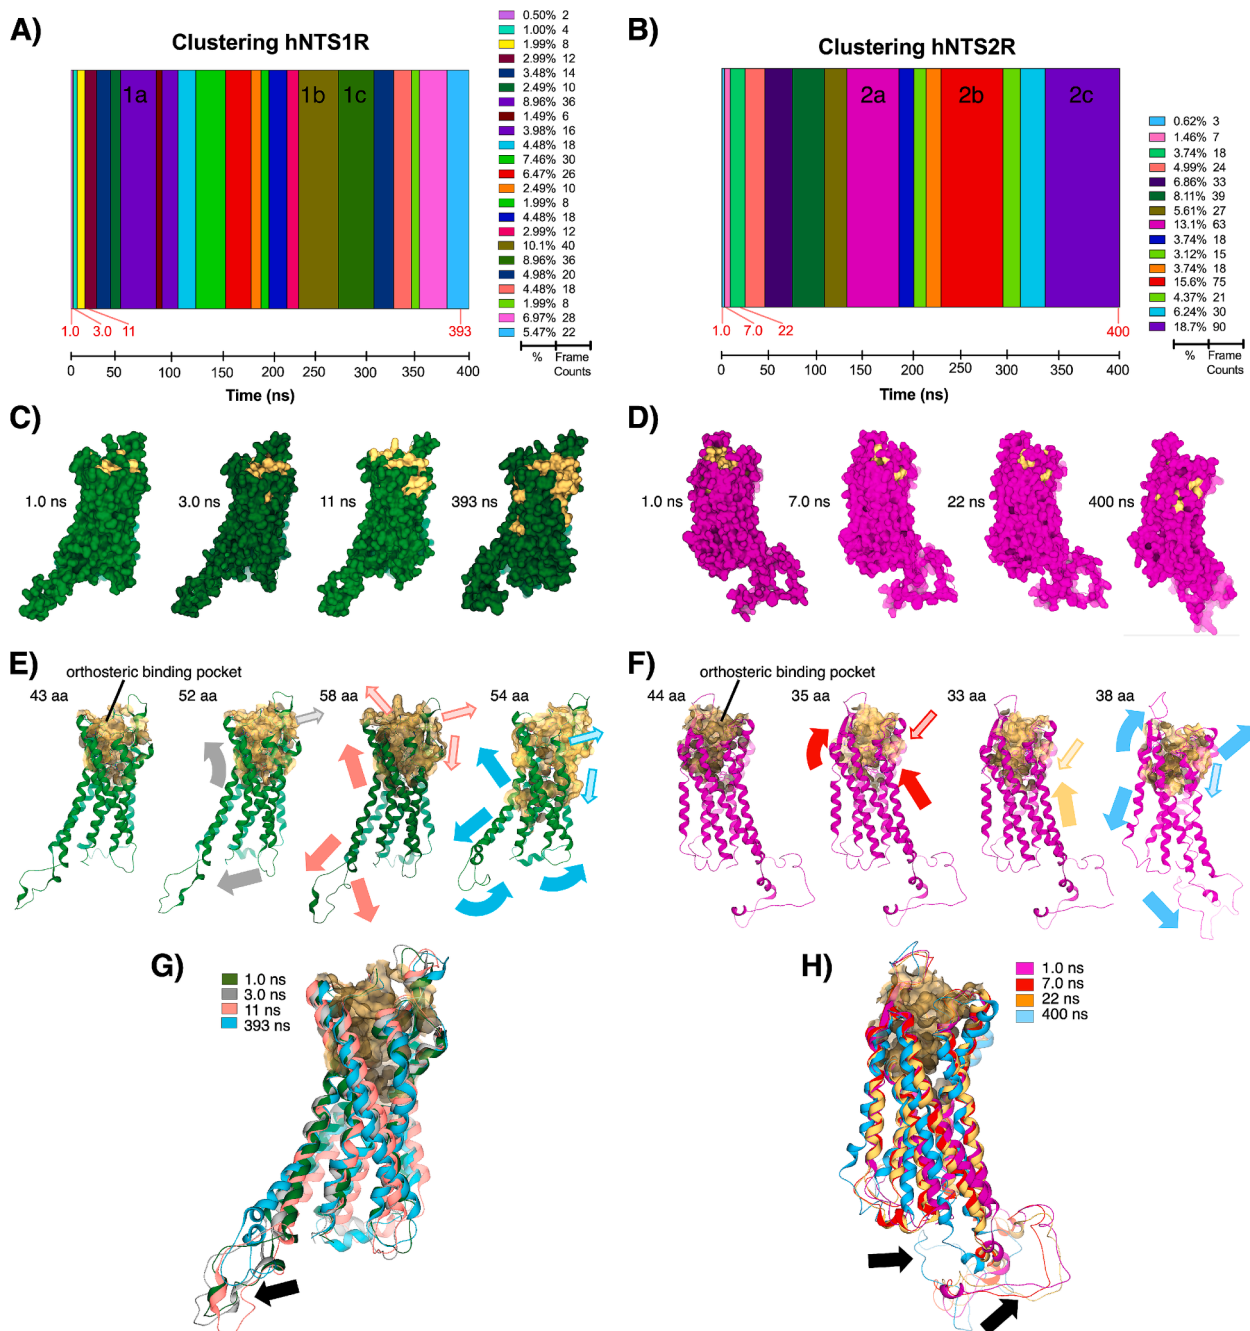 A)
Clustering hNTS1R
1a
1b
1c
1.0
3.0
11
393
0
50
100
150
200
250
300
350
400
Time (ns)
0.50% 2
1.00% 4
1.99% 8
2.99% 12
3.48% 14
2.49% 10
8.96% 36
1.49% 6
3.98% 16
4.48% 18
7.46% 30
6.47% 26
2.49% 10
1.99% 8
4.48% 18
2.99% 12
10.1% 40
8.96% 36
4.98% 20
4.48% 18
1.99% 8
6.97% 28
5.47% 22
% Frame
Counts
B)
Clustering hNTS2R
2a
2b
2c
1.0
7.0
22
400
0
50
100
150
200
250
300
350
400
Time (ns)
0.62% 3
1.46% 7
3.74% 18
4.99% 24
6.86% 33
8.11% 39
5.61% 27
13.1% 63
3.74% 18
3.12% 15
3.74% 18
15.6% 75
4.37% 21
6.24% 30
18.7% 90
% Frame
Counts
C)
1.0 ns
3.0 ns
11 ns
393 ns
D)
1.0 ns
7.0 ns
22 ns
400 ns
E)
orthosteric binding pocket
43 aa
52 aa
58 aa
54 aa
F)
orthosteric binding pocket
44 aa
35 aa
33 aa
38 aa
G)
1.0 ns
3.0 ns
11 ns
393 ns
H)
1.0 ns
7.0 ns
22 ns
400 ns